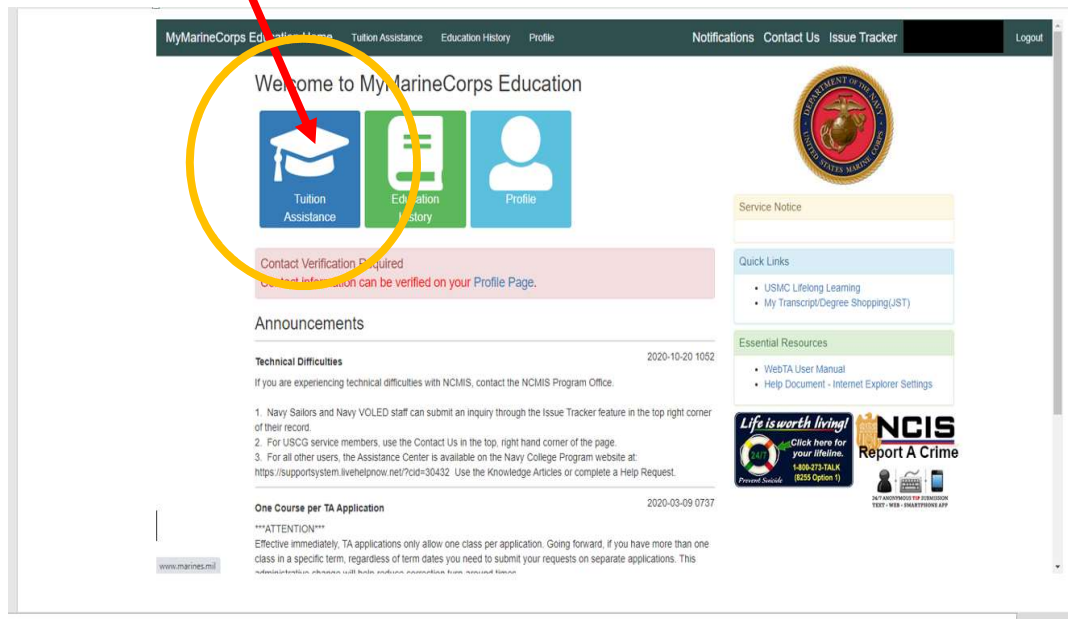 MyMarineCorps Education Home Tuition Assistance Education History Profile Notifications Contact Us Issue Tracker Logout
Welcome to MyMarineCorps Education
Tuition
Assistance
Education
History
Profile
Contact Verification Required
Contact information can be verified on your Profile Page.
Announcements
Technical Difficulties 2020-10-20 1052
If you are experiencing technical difficulties with NCMIS, contact the NCMIS Program Office.
1. Navy Sailors and Navy VOLED staff can submit an inquiry through the Issue Tracker feature in the top right corner
of their record.
2. For USCG service members, use the Contact Us in the top, right hand corner of the page.
3. For all other users, the Assistance Center is available on the Navy College Program website at:
https://supportsystem.livehelpnow.net/?cid=30432 Use the Knowledge Articles or complete a Help Request.
One Course per TA Application 2020-03-09 0737
***ATTENTION***
Effective immediately, TA applications only allow one class per application. Going forward, if you have more than one
class in a specific term, regardless of term dates you need to submit your requests on separate applications. This
administrative change will help reduce correction turn around times.
www.marines.mil
DEPARTMENT OF THE NAVY
UNITED STATES MARINE CORPS
Service Notice
Quick Links
USMC Lifelong Learning
My Transcript/Degree Shopping(JST)
Essential Resources
WebTA User Manual
Help Document - Internet Explorer Settings
Life is worth living!
Click here for
your lifeline.
24/7
1-800-273-TALK
(8255 Option 1)
Prevent Suicide
NCIS
Report A Crime
24/7 ANONYMOUS TIP SUBMISSION
TEXT - WEB - SMARTPHONE APP